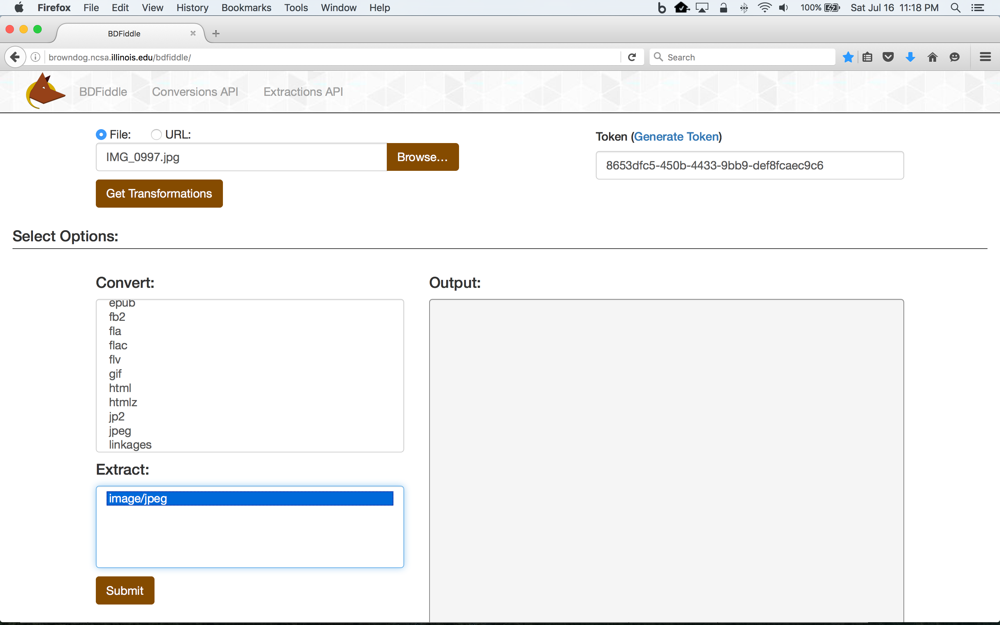 Firefox File Edit View History Bookmarks Tools Window Help 100% Sat Jul 16 11:18 PM
BDFiddle
browndog.ncsa.illinois.edu/bdfiddle/ Search
BDFiddle Conversions API Extractions API
File: URL:
IMG_0997.jpg Browse...
Get Transformations
Token (Generate Token)
8653dfc5-450b-4433-9bb9-def8fcaec9c6
Select Options:
Convert:
epub
fb2
fla
flac
flv
gif
html
htmlz
jp2
jpeg
linkages
Extract:
image/jpeg
Submit
Output: